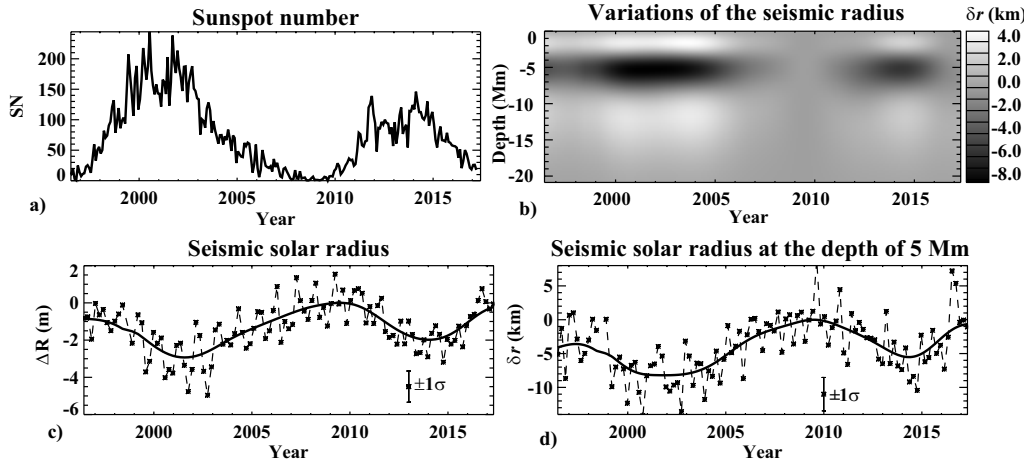 Sunspot number
SN
200
150
100
50
0
2000 2005 2010 2015
Year
a)
Variations of the seismic radius
Depth (Mm)
0
-5
-10
-15
-20
2000 2005 2010 2015
Year
b)
δr (km)
4.0
2.0
0.0
-2.0
-4.0
-6.0
-8.0
Seismic solar radius
ΔR (m)
2
0
-2
-4
-6
±1σ
2000 2005 2010 2015
Year
c)
Seismic solar radius at the depth of 5 Mm
δr (km)
5
0
-5
-10
±1σ
2000 2005 2010 2015
Year
d)